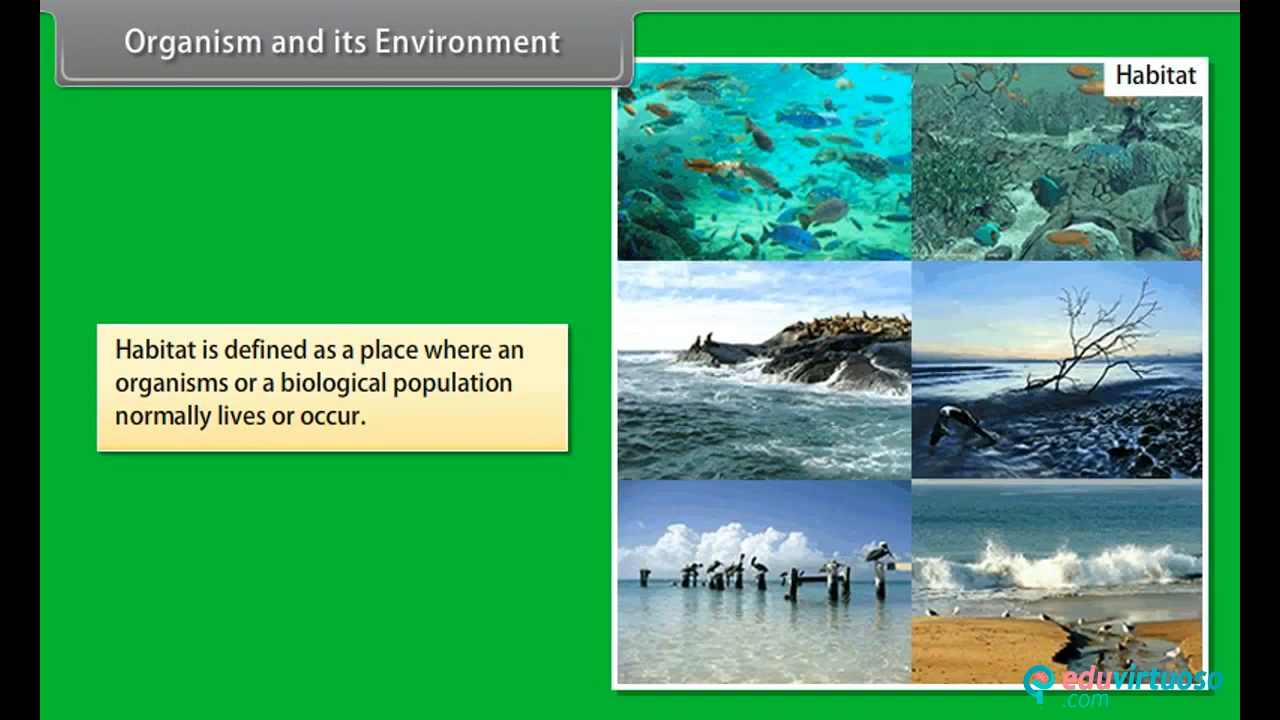 Organism and its Environment
Habitat
Habitat is defined as a place where an
organisms or a biological population
normally lives or occur.
eduvirtuoso
.com